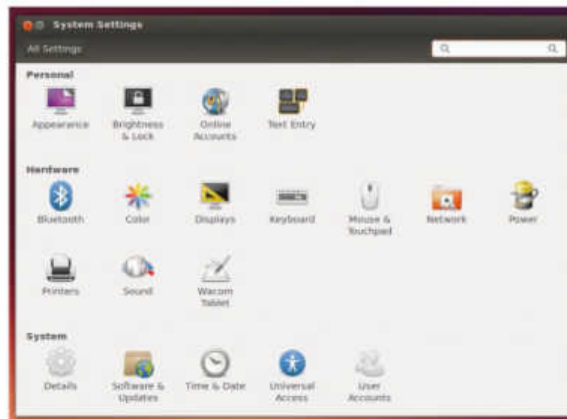 System Settings
All Settings
Personal
Appearance
Brightness
& Lock
Online
Accounts
Text Entry
Hardware
Bluetooth
Color
Displays
Keyboard
Mouse &
Touchpad
Network
Power
Printers
Sound
Wacom
Tablet
System
Details
Software &
Updates
Time & Date
Universal
Access
User
Accounts